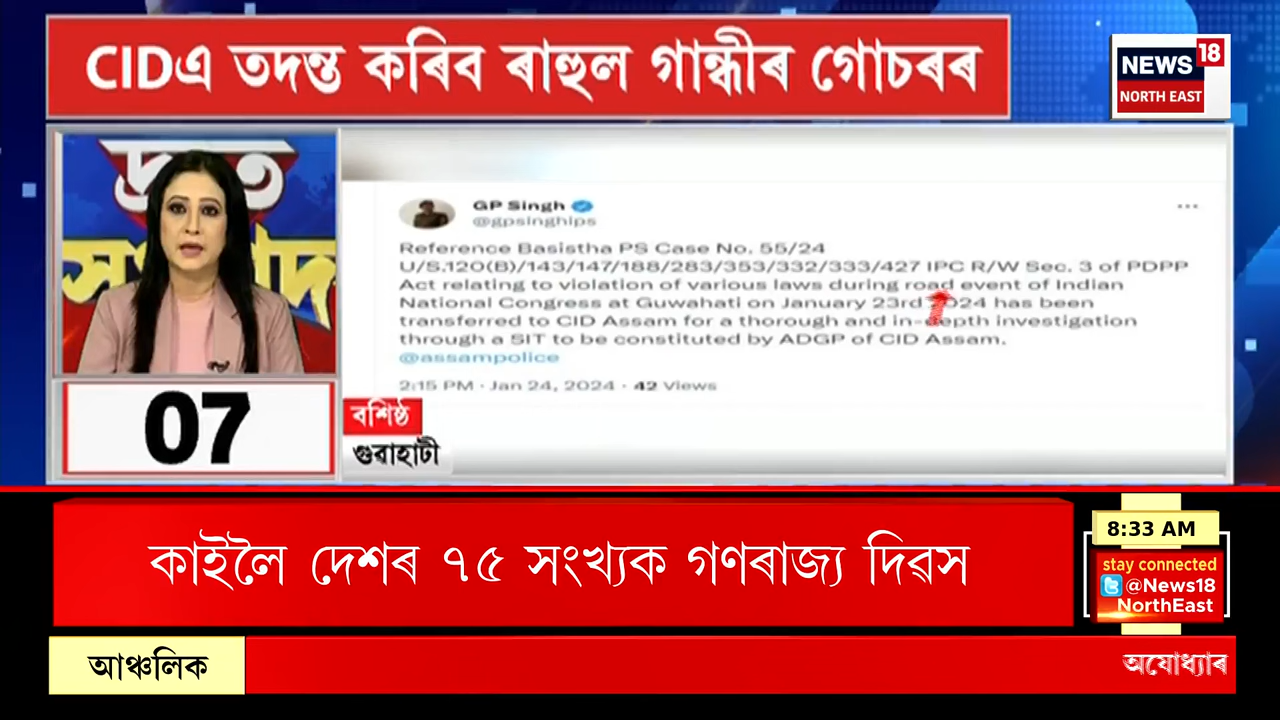 CIDএ তদন্ত কৰিব ৰাহুল গান্ধীৰ গোচৰৰ
NEWS 18
NORTH EAST
দ্ৰুত
সংবাদ
GP Singh
@gpsinghips
Reference Basistha PS Case No. 55/24
U/S.120(B)/143/147/188/283/353/332/333/427 IPC R/W Sec. 3 of PDPP
Act relating to violation of various laws during road event of Indian
National Congress at Guwahati on January 23rd 2024 has been
transferred to CID Assam for a thorough and in-depth investigation
through a SIT to be constituted by ADGP of CID Assam.
@assampolice
2:15 PM · Jan 24, 2024 · 42 Views
07
বশিষ্ঠ
গুৱাহাটী
কাইলৈ দেশৰ ৭৫ সংখ্যক গণৰাজ্য দিৱস
8:33 AM
stay connected
@News18
NorthEast
আঞ্চলিক
অযোধ্যাৰ